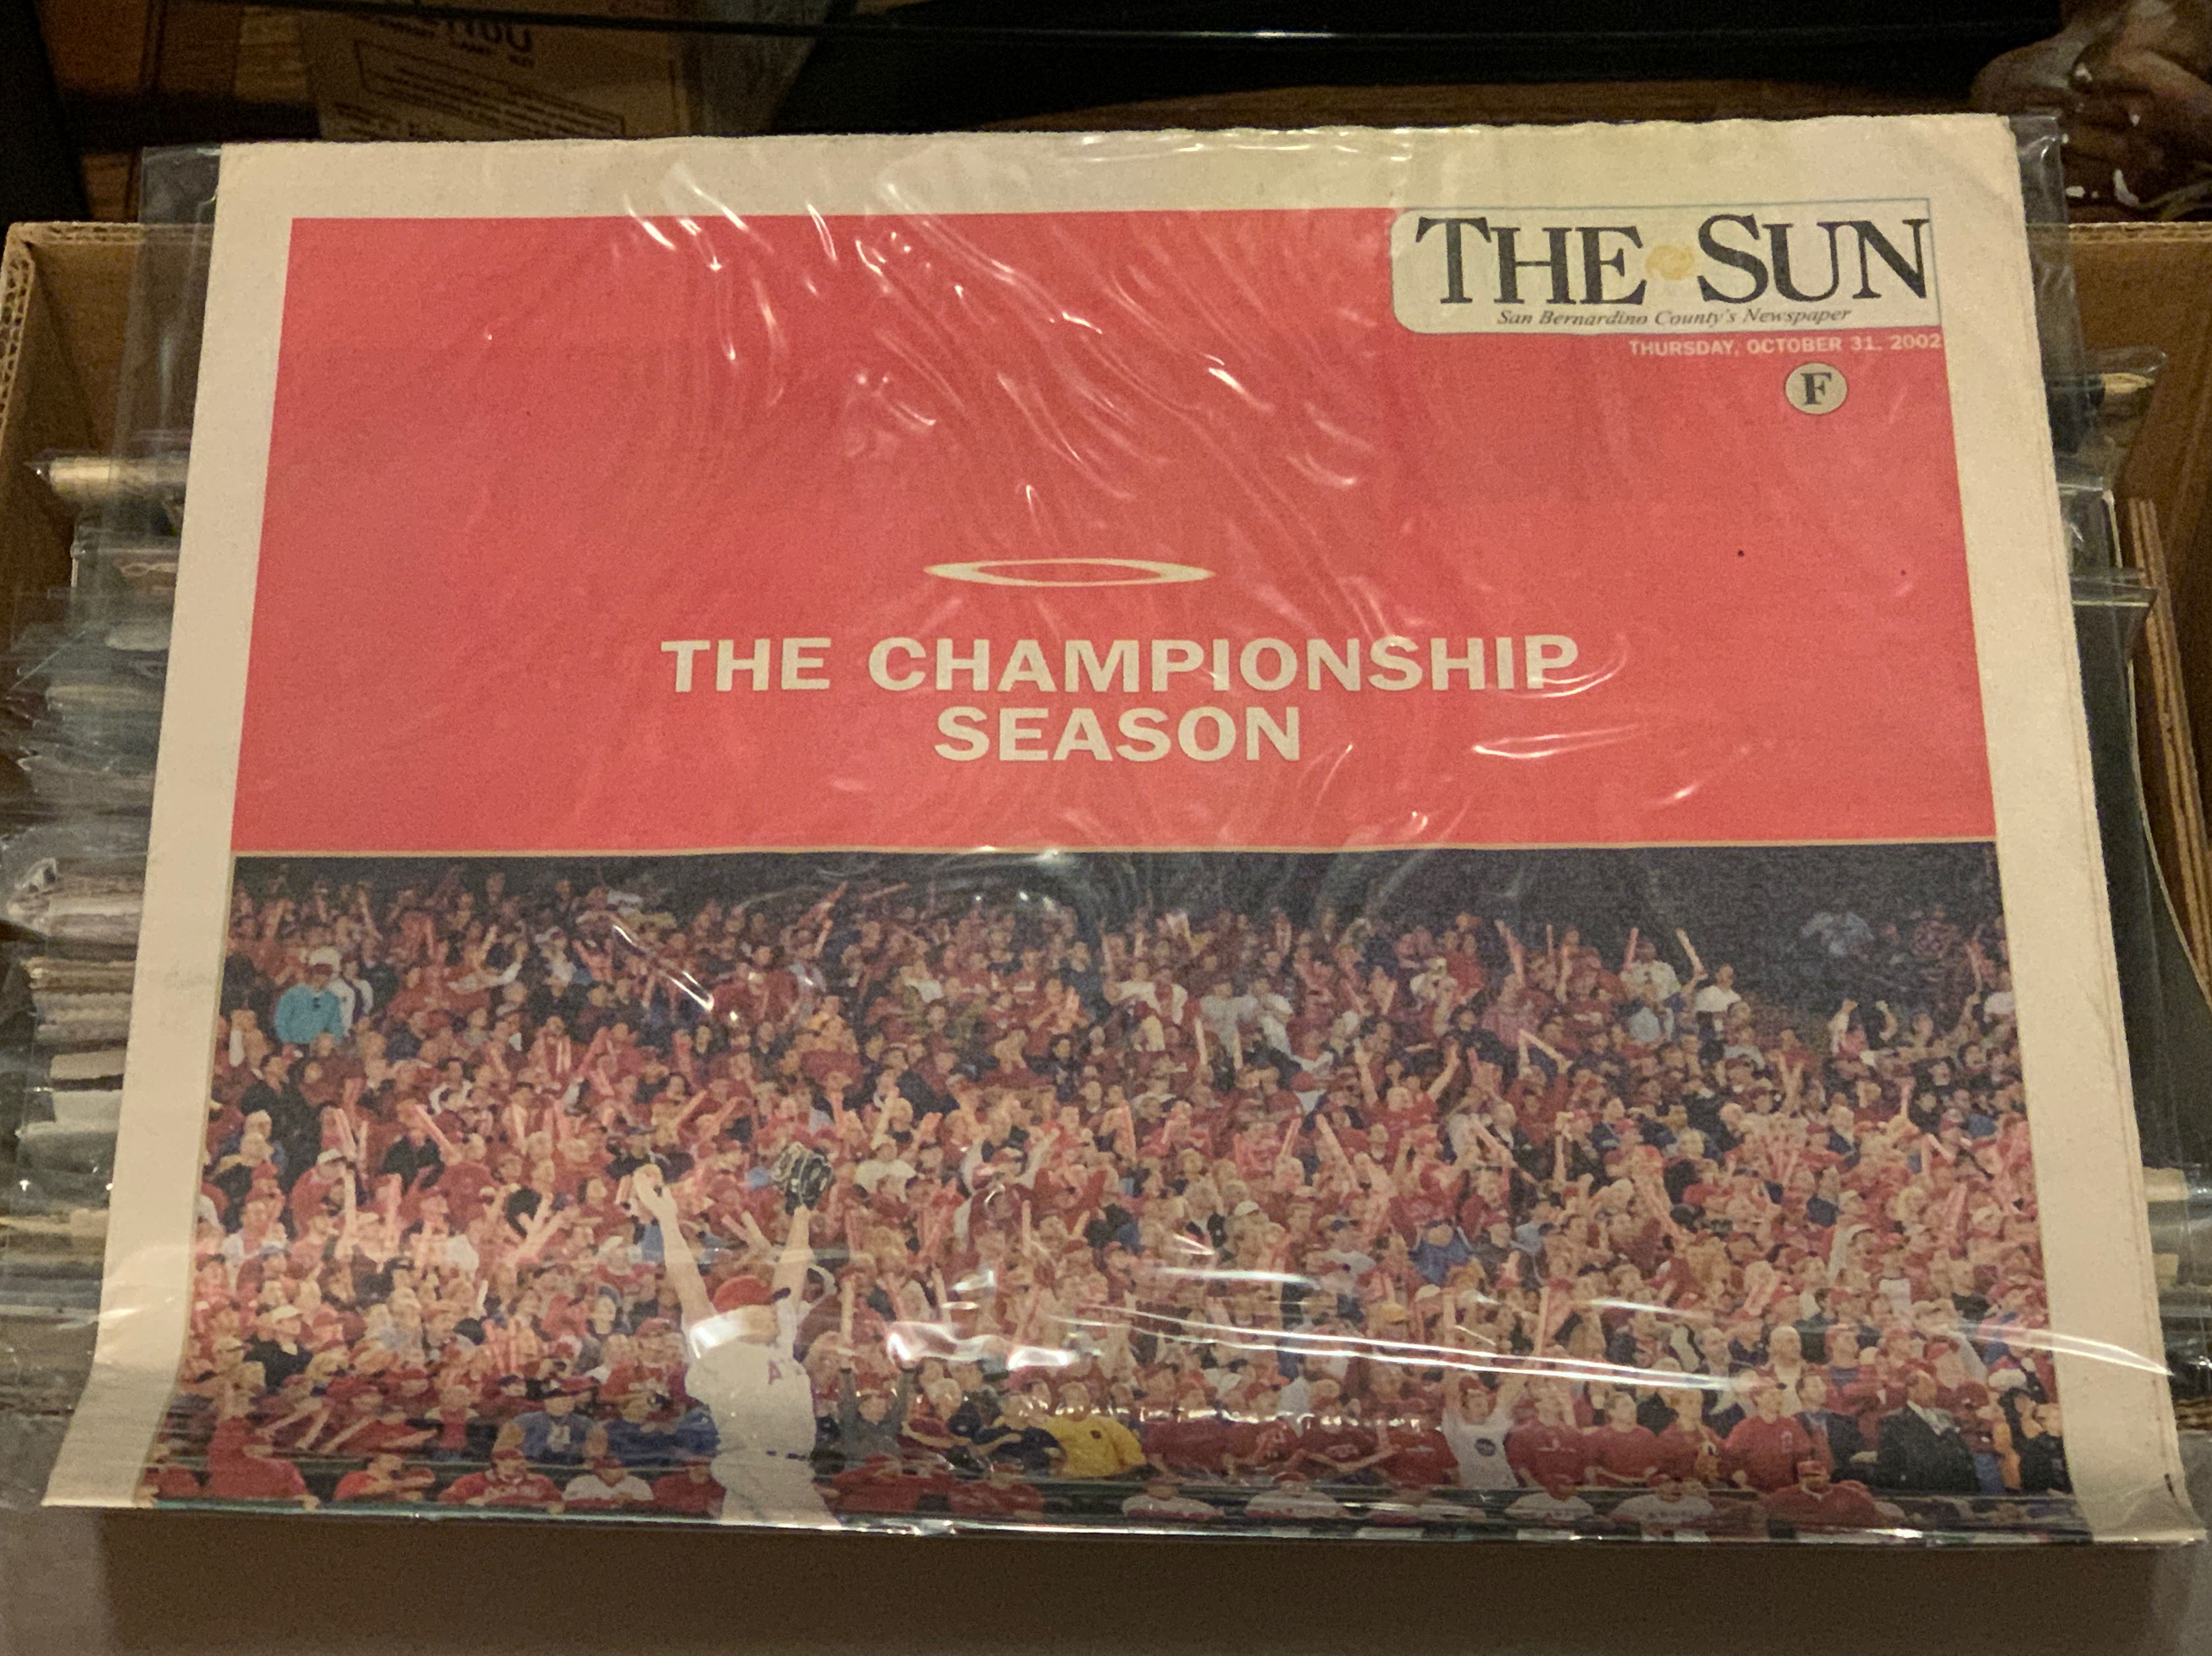 THE SUN
San Bernardino County's Newspaper
THURSDAY, OCTOBER 31, 2002
F
THE CHAMPIONSHIP
SEASON
A